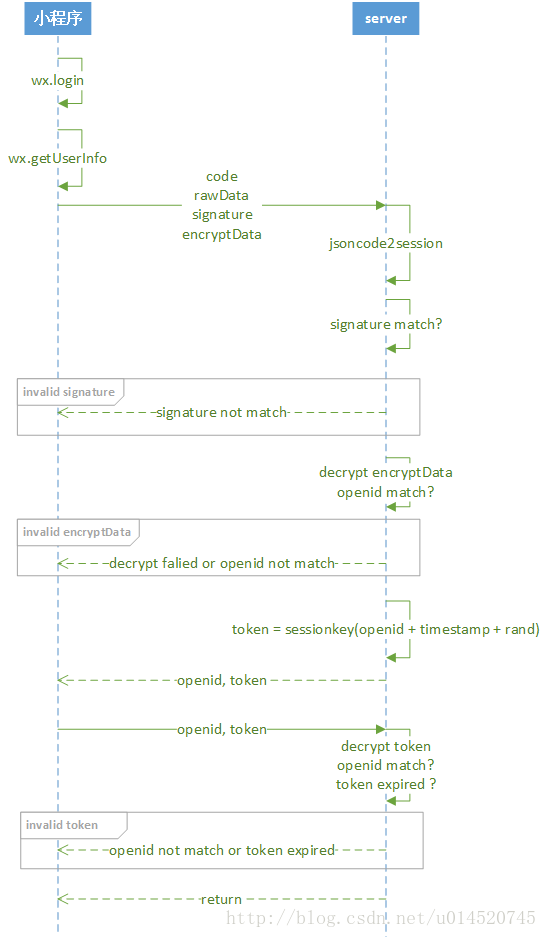 小程序
server
wx.login
wx.getUserInfo
code
rawData
signature
encryptData
jsoncode2session
signature match?
invalid signature
signature not match
decrypt encryptData
openid match?
invalid encryptData
decrypt falied or openid not match
token = sessionkey(openid + timestamp + rand)
openid, token
openid, token
decrypt token
openid match?
token expired ?
invalid token
openid not match or token expired
return
http://blog.csdn.net/u014520745